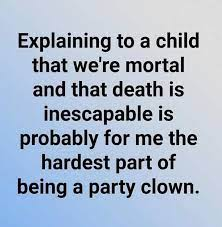 Explaining to a child
that we're mortal
and that death is
inescapable is
probably for me the
hardest part of
being a party clown.